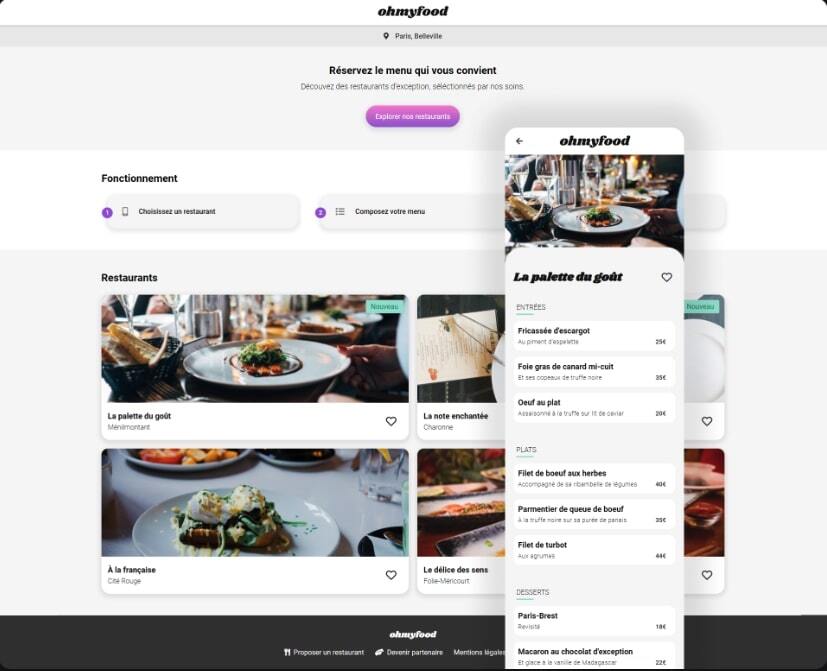 ohmyfood
Paris, Belleville
Réservez le menu qui vous convient
Découvez des restaurants d'exception, séléctionnés par nos soins.
Explorer nos restaurants
Fonctionnement
1 Choisissez un restaurant
2 Composez votre menu
Restaurants
Nouveau
La palette du goût
Ménilmontant
La note enchantée
Charonne
Nouveau
À la française
Cité Rouge
Le délice des sens
Folie-Méricourt
ohmyfood
Proposer un restaurant
Devenir partenaire
Mentions légales
ohmyfood
La palette du goût
ENTRÉES
Fricassée d'escargot
Au piment d'espelette 25€
Foie gras de canard mi-cuit
Et ses copeaux de truffe noire 35€
Oeuf au plat
Assaisonné à la truffe sur lit de caviar 20€
PLATS
Filet de boeuf aux herbes
Accompagné de sa ribambelle de légumes 40€
Parmentier de queue de boeuf
À la truffe noire sur sa purée de panais 35€
Filet de turbot
Aux agrumes 44€
DESSERTS
Paris-Brest
Revisité 18€
Macaron au chocolat d'exception
Et glace à la vanille de Madagascar 22€